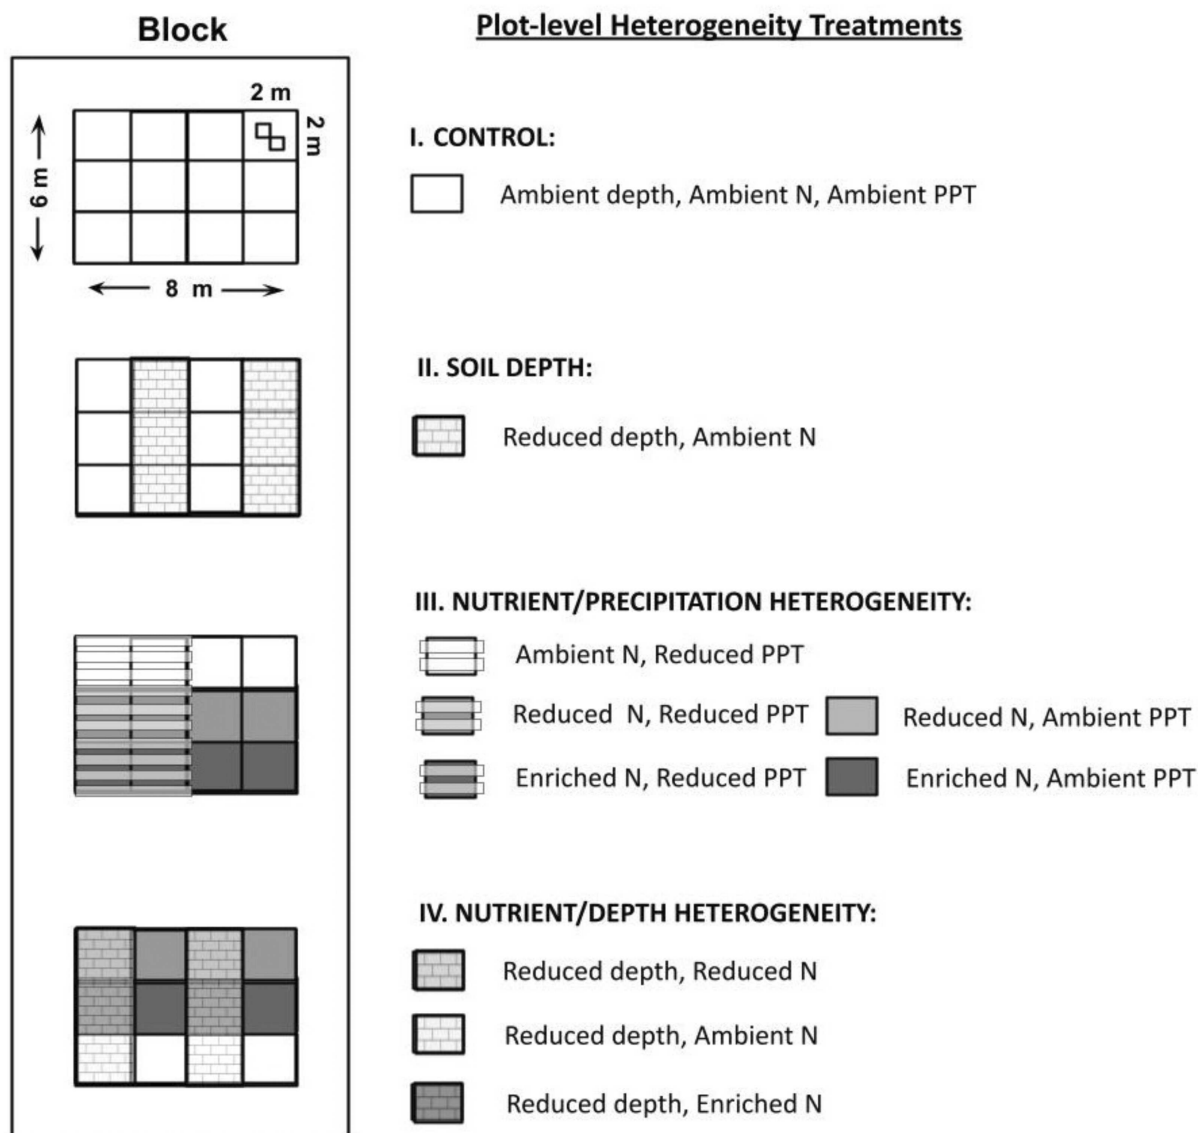 Block
Plot-level Heterogeneity Treatments
2 m
2 m
6 m
8 m
I. CONTROL:
Ambient depth, Ambient N, Ambient PPT
II. SOIL DEPTH:
Reduced depth, Ambient N
III. NUTRIENT/PRECIPITATION HETEROGENEITY:
Ambient N, Reduced PPT
Reduced N, Reduced PPT
Reduced N, Ambient PPT
Enriched N, Reduced PPT
Enriched N, Ambient PPT
IV. NUTRIENT/DEPTH HETEROGENEITY:
Reduced depth, Reduced N
Reduced depth, Ambient N
Reduced depth, Enriched N